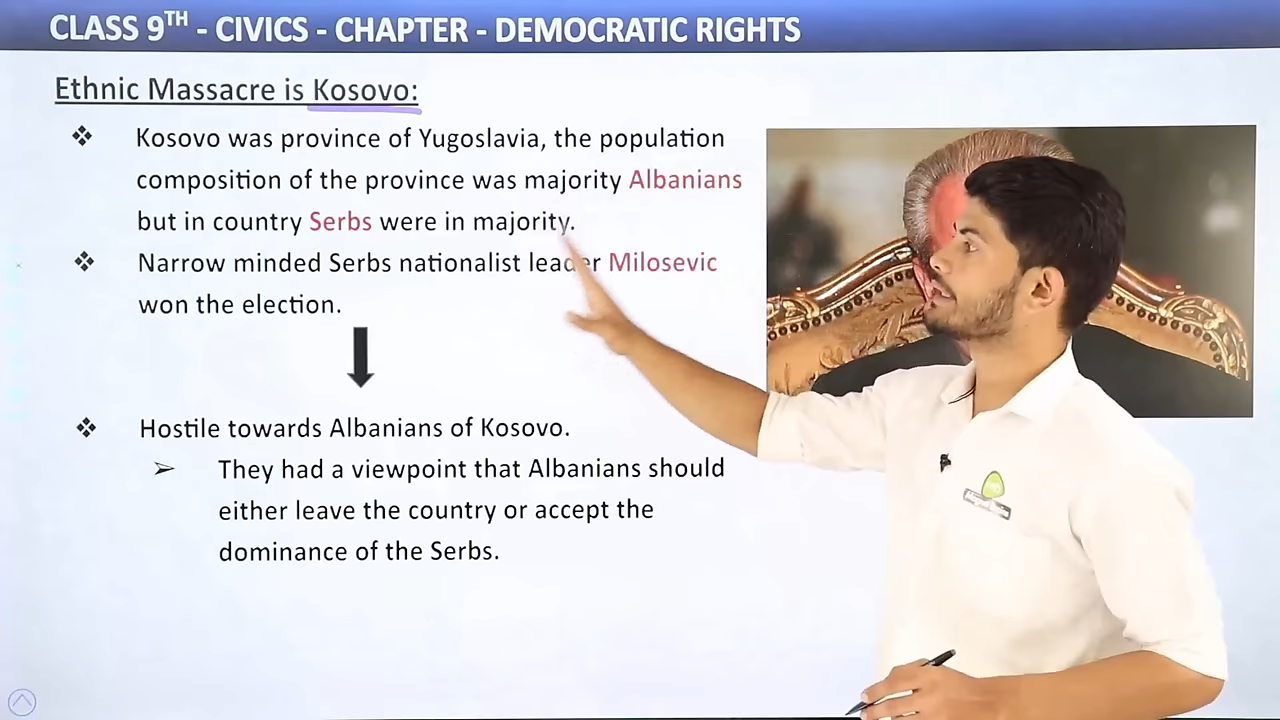 CLASS 9TH - CIVICS - CHAPTER - DEMOCRATIC RIGHTS
Ethnic Massacre is Kosovo:
❖ Kosovo was province of Yugoslavia, the population
composition of the province was majority Albanians
but in country Serbs were in majority.
❖ Narrow minded Serbs nationalist leader Milosevic
won the election.
❖ Hostile towards Albanians of Kosovo.
➢ They had a viewpoint that Albanians should
either leave the country or accept the
dominance of the Serbs.